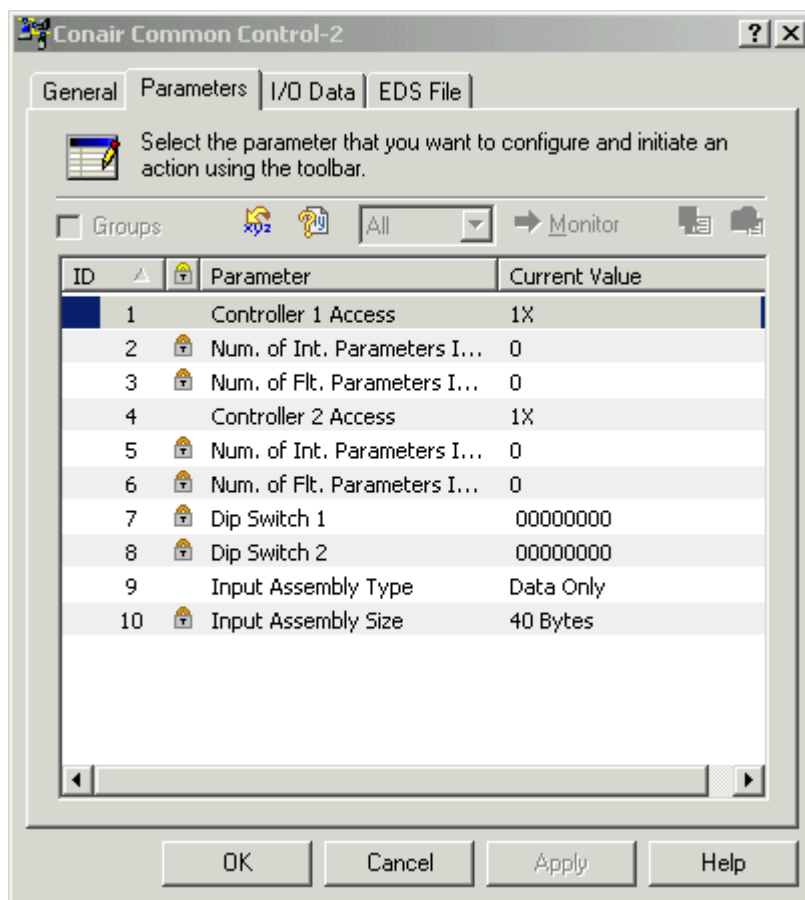 Conair Common Control-2
General Parameters I/O Data EDS File
Select the parameter that you want to configure and initiate an
action using the toolbar.
Groups All Monitor
ID Parameter Current Value
1 Controller 1 Access 1X
2 Num. of Int. Parameters I... 0
3 Num. of Flt. Parameters I... 0
4 Controller 2 Access 1X
5 Num. of Int. Parameters I... 0
6 Num. of Flt. Parameters I... 0
7 Dip Switch 1 00000000
8 Dip Switch 2 00000000
9 Input Assembly Type Data Only
10 Input Assembly Size 40 Bytes
OK Cancel Apply Help